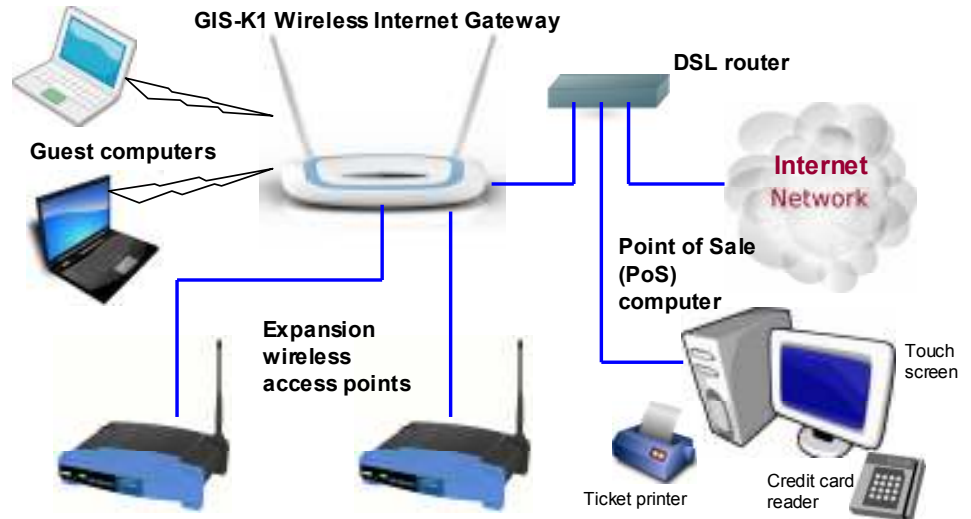 GIS-K1 Wireless Internet Gateway
DSL router
Guest computers
Internet
Network
Point of Sale
(PoS)
computer
Expansion
wireless
access points
Touch
screen
Ticket printer
Credit card
reader